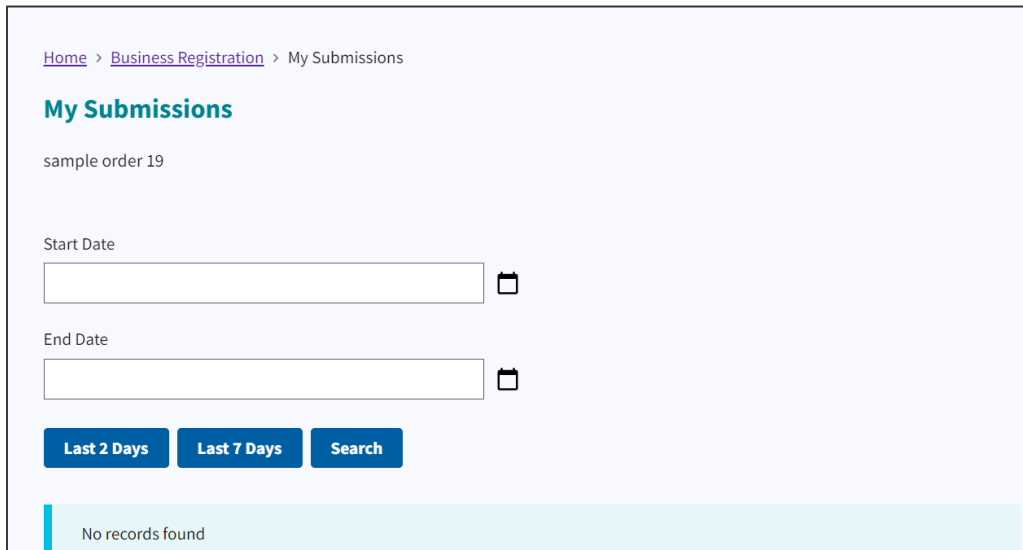 Home > Business Registration > My Submissions
My Submissions
sample order 19
Start Date
End Date
Last 2 Days Last 7 Days Search
No records found